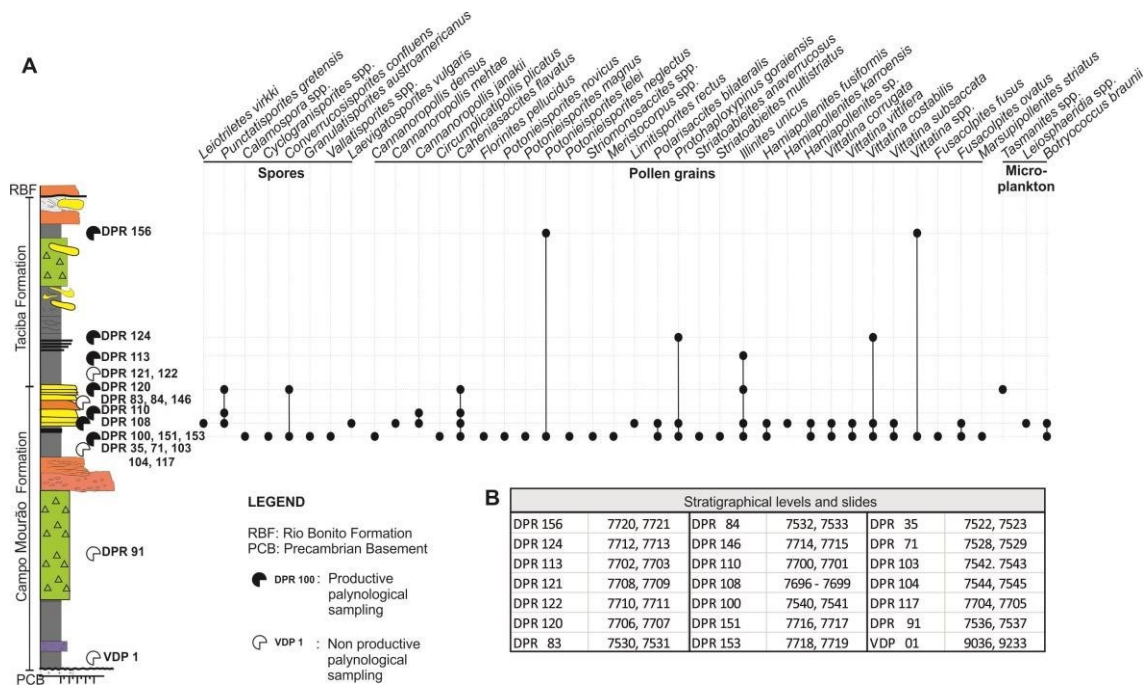 A
Leiotriletes virkki
Punctatisporites gretensis
Calamospora spp.
Cyclogranisporites spp.
Converrucosisporites confluens
Granulatisporites austroamericanus
Vallatisporites spp.
Laevigatosporites vulgaris
Cannanoropolis densus
Cannanoropolis mehtae
Cannanoropolis janakii
Circumplicatipollis plicatus
Cateniasaccites flavatus
Florinites pellucidus
Potonieisporites novicus
Potonieisporites magnus
Potonieisporites lelei
Potonieisporites neglectus
Stromonosaccites spp.
Meristocorpus spp.
Limitisporites rectus
Polarisaccites bilateralis
Protohaploxypinus goraiensis
Striatoabieites anaverrucosus
Striatoabieites multistriatus
Illinites unicus
Hamiapollenites fusiformis
Hamiapollenites karroensis
Hamiapollenites sp.
Vittatina corrugata
Vittatina vittifera
Vittatina costabilis
Vittatina subsaccata
Vittatina spp.
Fusacolpites fusus
Fusacolpites ovatus
Marsupipollenites striatus
Tasmanites spp.
Leiosphaeridia spp.
Botryococcus braunii
Spores
Pollen grains
Micro-
plankton
RBF
Taciba Formation
Campo Mourão Formation
DPR 156
DPR 124
DPR 113
DPR 121, 122
DPR 120
DPR 83, 84, 146
DPR 110
DPR 108
DPR 100, 151, 153
DPR 35, 71, 103
104, 117
DPR 91
VDP 1
PCB
LEGEND
RBF: Rio Bonito Formation
PCB: Precambrian Basement
DPR 100 : Productive
palynological
sampling
VDP 1 : Non productive
palynological
sampling
B
Stratigraphical levels and slides
DPR 156 7720, 7721 DPR 84 7532, 7533 DPR 35 7522, 7523
DPR 124 7712, 7713 DPR 146 7714, 7715 DPR 71 7528, 7529
DPR 113 7702, 7703 DPR 110 7700, 7701 DPR 103 7542. 7543
DPR 121 7708, 7709 DPR 108 7696 - 7699 DPR 104 7544, 7545
DPR 122 7710, 7711 DPR 100 7540, 7541 DPR 117 7704, 7705
DPR 120 7706, 7707 DPR 151 7716, 7717 DPR 91 7536, 7537
DPR 83 7530, 7531 DPR 153 7718, 7719 VDP 01 9036, 9233